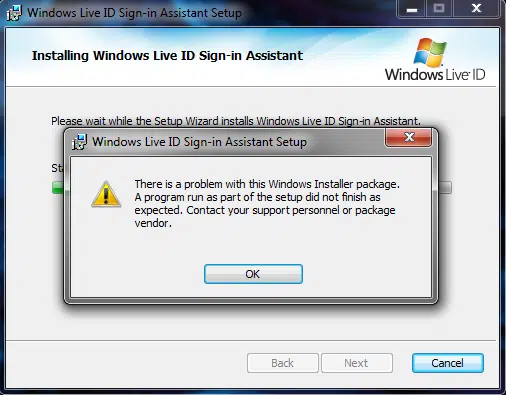 Windows Live ID Sign-in Assistant Setup
Installing Windows Live ID Sign-in Assistant
Windows Live ID
Please wait while the Setup Wizard installs Windows Live ID Sign-in Assistant.
Windows Live ID Sign-in Assistant Setup
There is a problem with this Windows Installer package.
A program run as part of the setup did not finish as
expected. Contact your support personnel or package
vendor.
OK
Back
Next
Cancel